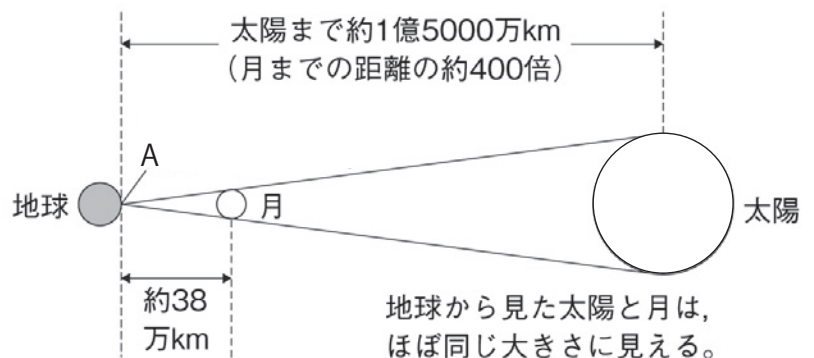 太陽まで約1億5000万km
（月までの距離の約400倍）
A
地球
月
太陽
約38
万km
地球から見た太陽と月は,
ほぼ同じ大きさに見える。